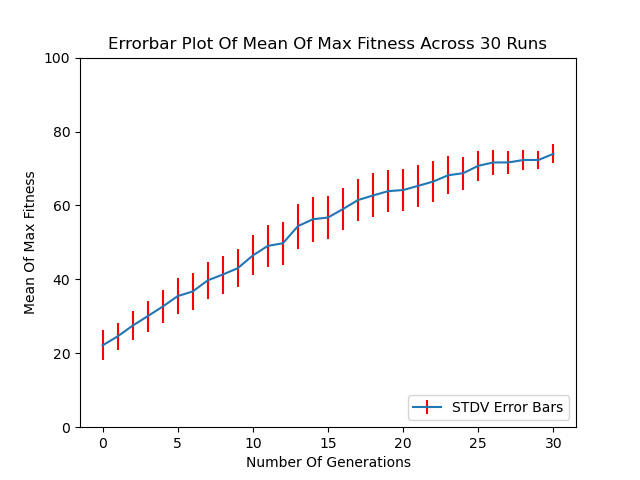 Errorbar Plot Of Mean Of Max Fitness Across 30 Runs
100
80
60
40
20
0
Mean Of Max Fitness
STDV Error Bars
0 5 10 15 20 25 30
Number Of Generations